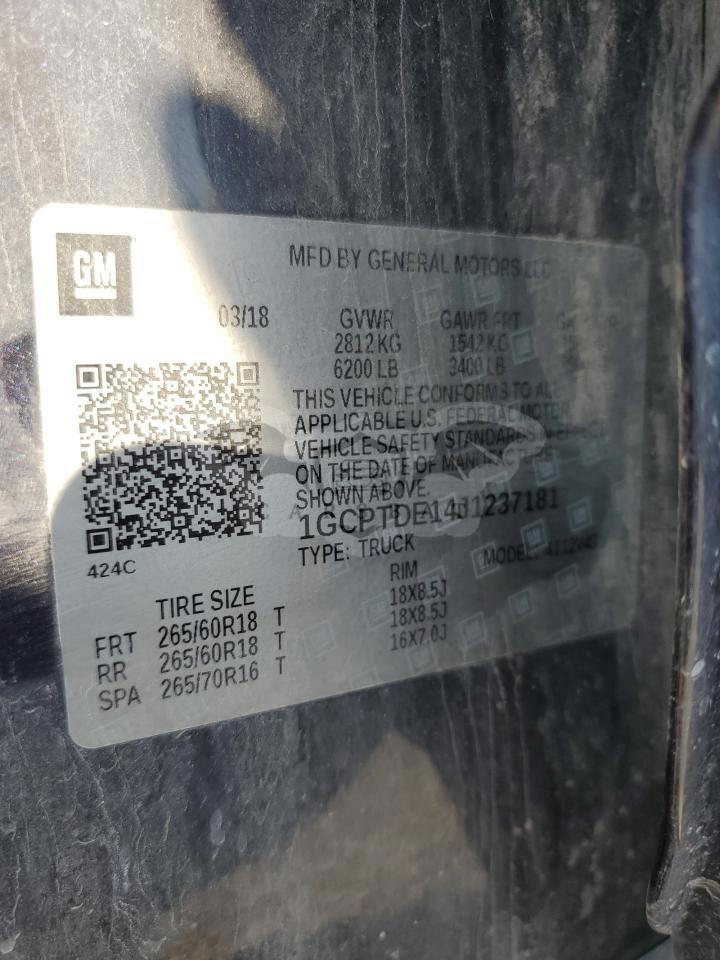 GM
MFD BY GENERAL MOTORS LLC
03/18 GVWR GAWR FRT
2812 KG 1542 KG
6200 LB 3400 LB
THIS VEHICLE CONFORMS TO ALL
APPLICABLE U.S. FEDERAL MOTOR
VEHICLE SAFETY STANDARDS IN EFFECT
ON THE DATE OF MANUFACTURE
SHOWN ABOVE.
1GCPTDE14J1237181
424C TYPE: TRUCK MODEL:
TIRE SIZE RIM
FRT 265/60R18 T 18X8.5J
RR 265/60R18 T 18X8.5J
SPA 265/70R16 T 16X7.0J